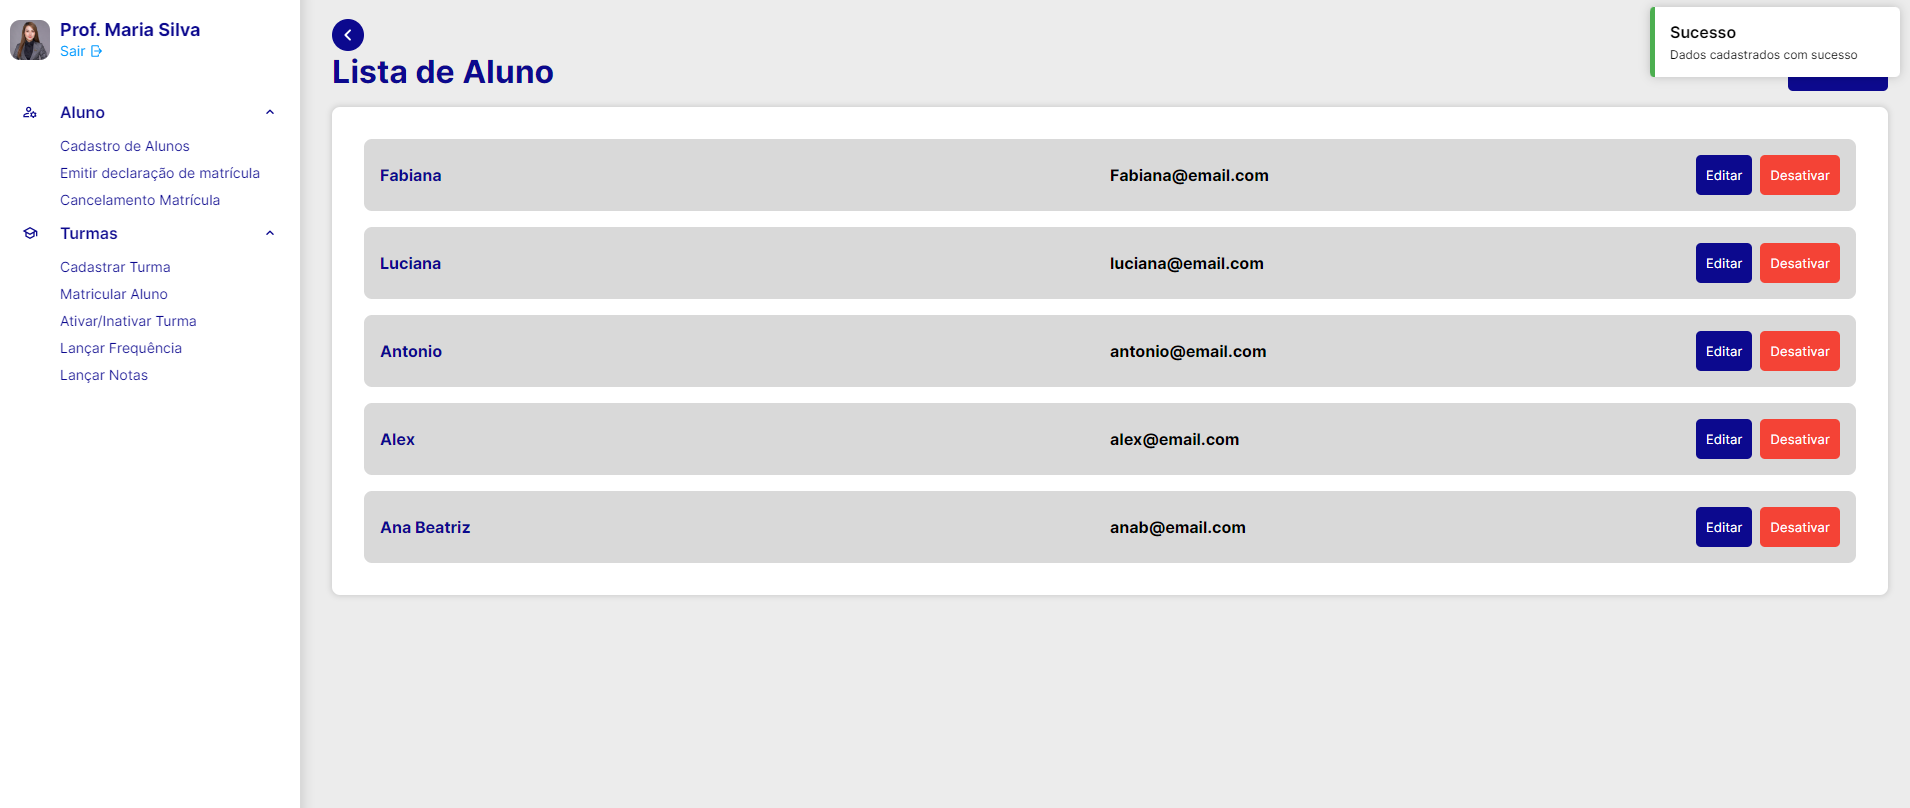 Prof. Maria Silva
Sair
Aluno
Cadastro de Alunos
Emitir declaração de matrícula
Cancelamento Matrícula
Turmas
Cadastrar Turma
Matricular Aluno
Ativar/Inativar Turma
Lançar Frequência
Lançar Notas
Lista de Aluno
Sucesso
Dados cadastrados com sucesso
Fabiana Fabiana@email.com Editar Desativar
Luciana luciana@email.com Editar Desativar
Antonio antonio@email.com Editar Desativar
Alex alex@email.com Editar Desativar
Ana Beatriz anab@email.com Editar Desativar